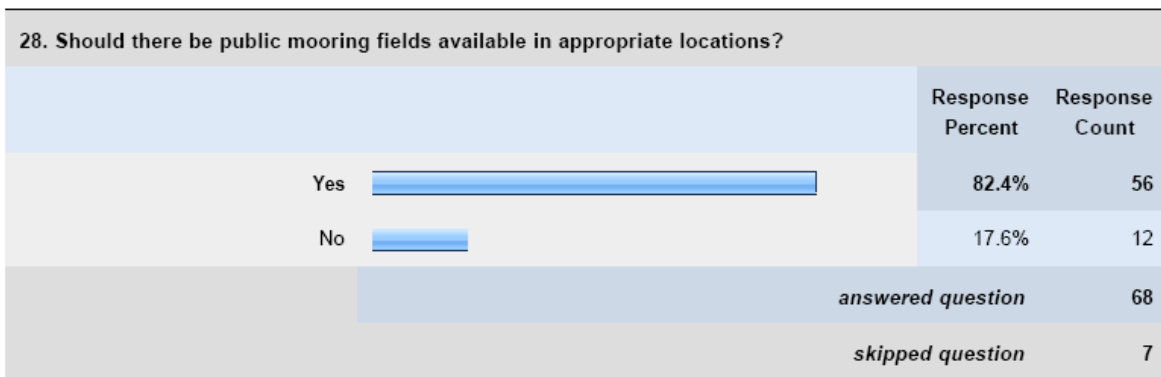 28. Should there be public mooring fields available in appropriate locations?
Response Percent Response Count
Yes 82.4% 56
No 17.6% 12
answered question 68
skipped question 7